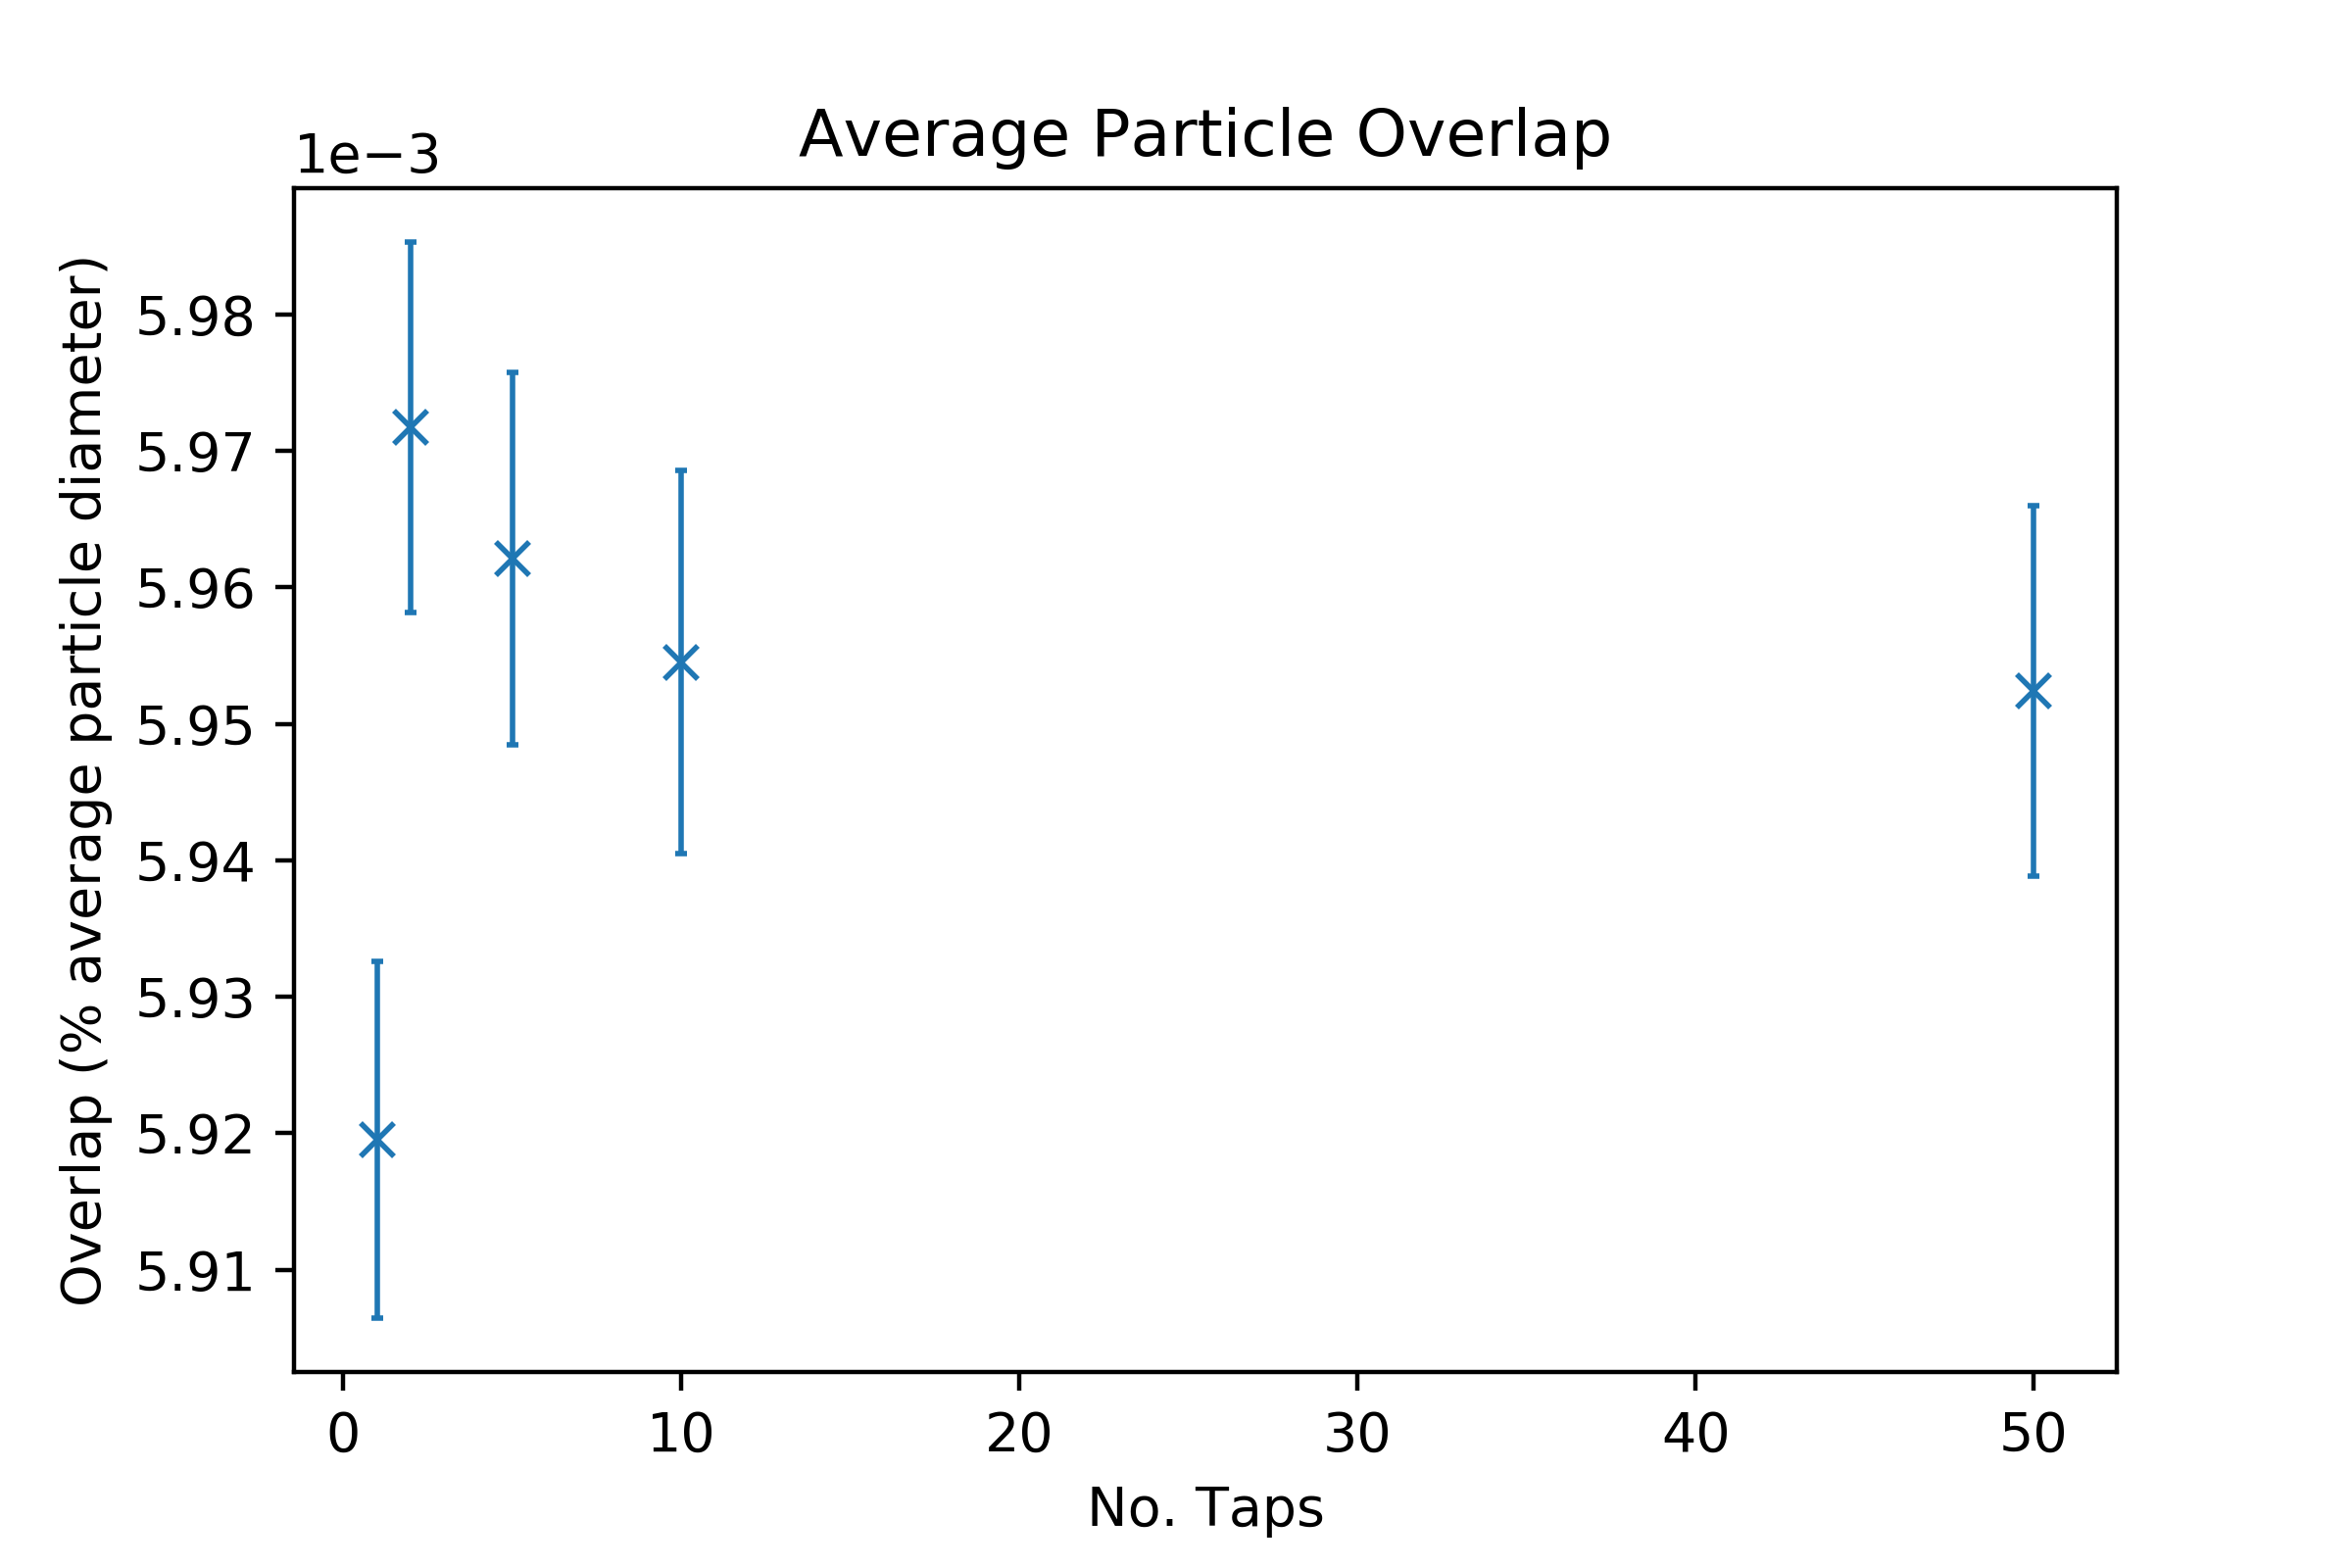 Average Particle Overlap
1e−3
Overlap (% average particle diameter)
5.98
5.97
5.96
5.95
5.94
5.93
5.92
5.91
0 10 20 30 40 50
No. Taps